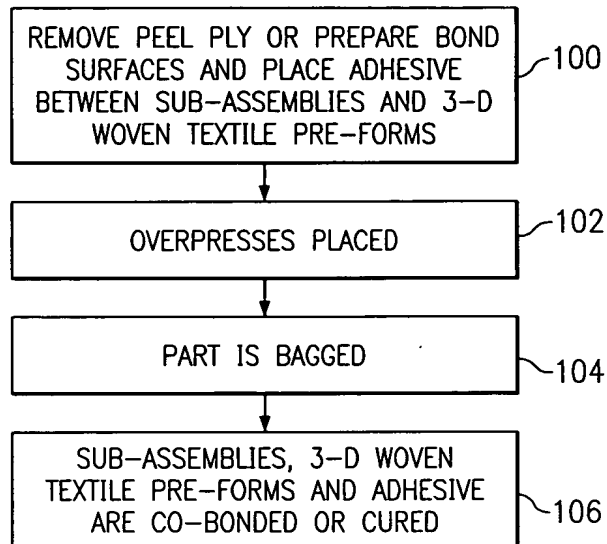 REMOVE PEEL PLY OR PREPARE BOND
SURFACES AND PLACE ADHESIVE
BETWEEN SUB-ASSEMBLIES AND 3-D
WOVEN TEXTILE PRE-FORMS
100
OVERPRESSES PLACED
102
PART IS BAGGED
104
SUB-ASSEMBLIES, 3-D WOVEN
TEXTILE PRE-FORMS AND ADHESIVE
ARE CO-BONDED OR CURED
106